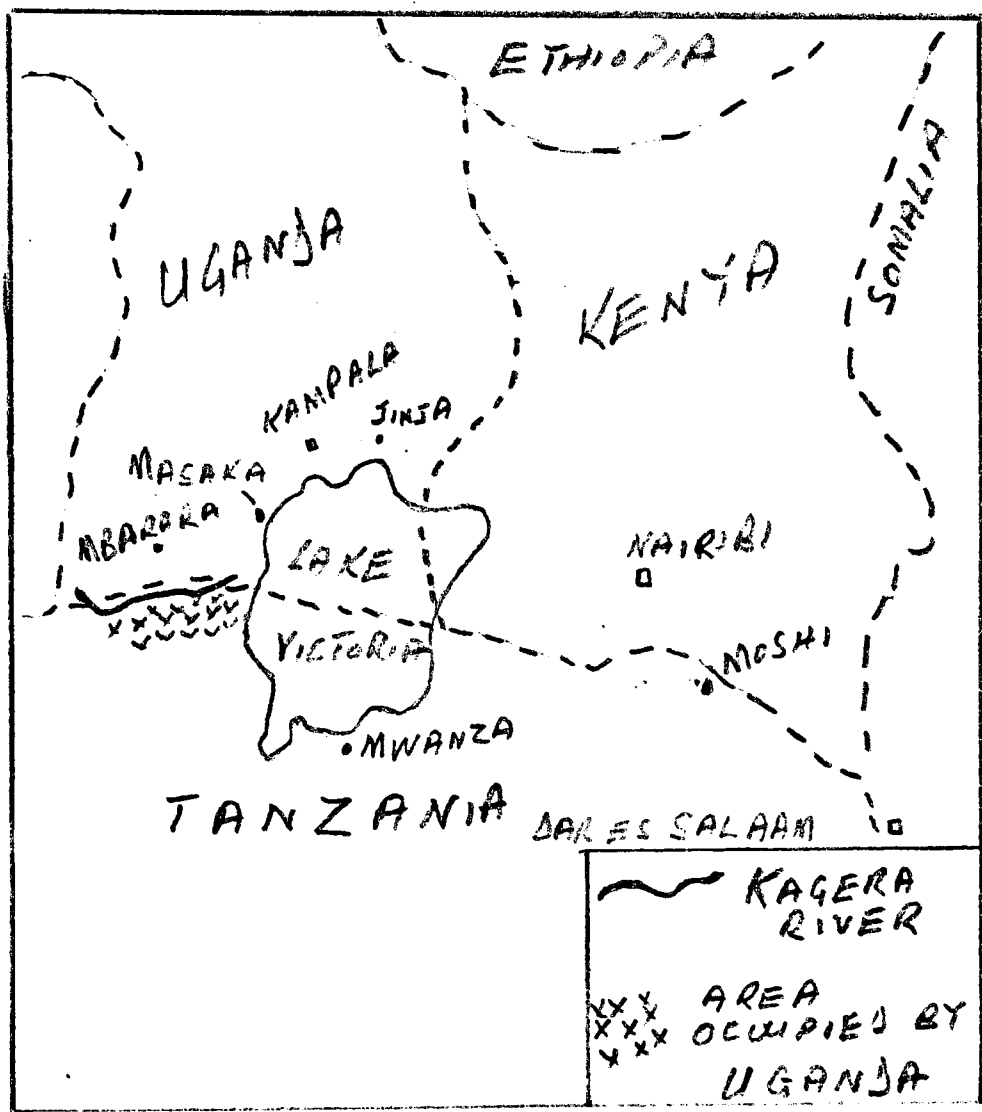 ETHIOPIA
SOMALIA
UGANDA
KENYA
KAMPALA
JINJA
MASAKA
MBARARA
LAKE
VICTORIA
NAIRIBI
MOSHI
MWANZA
TANZANIA
DAR ES SALAAM
KAGERA
RIVER
AREA
OCCUPIED BY
UGANDA